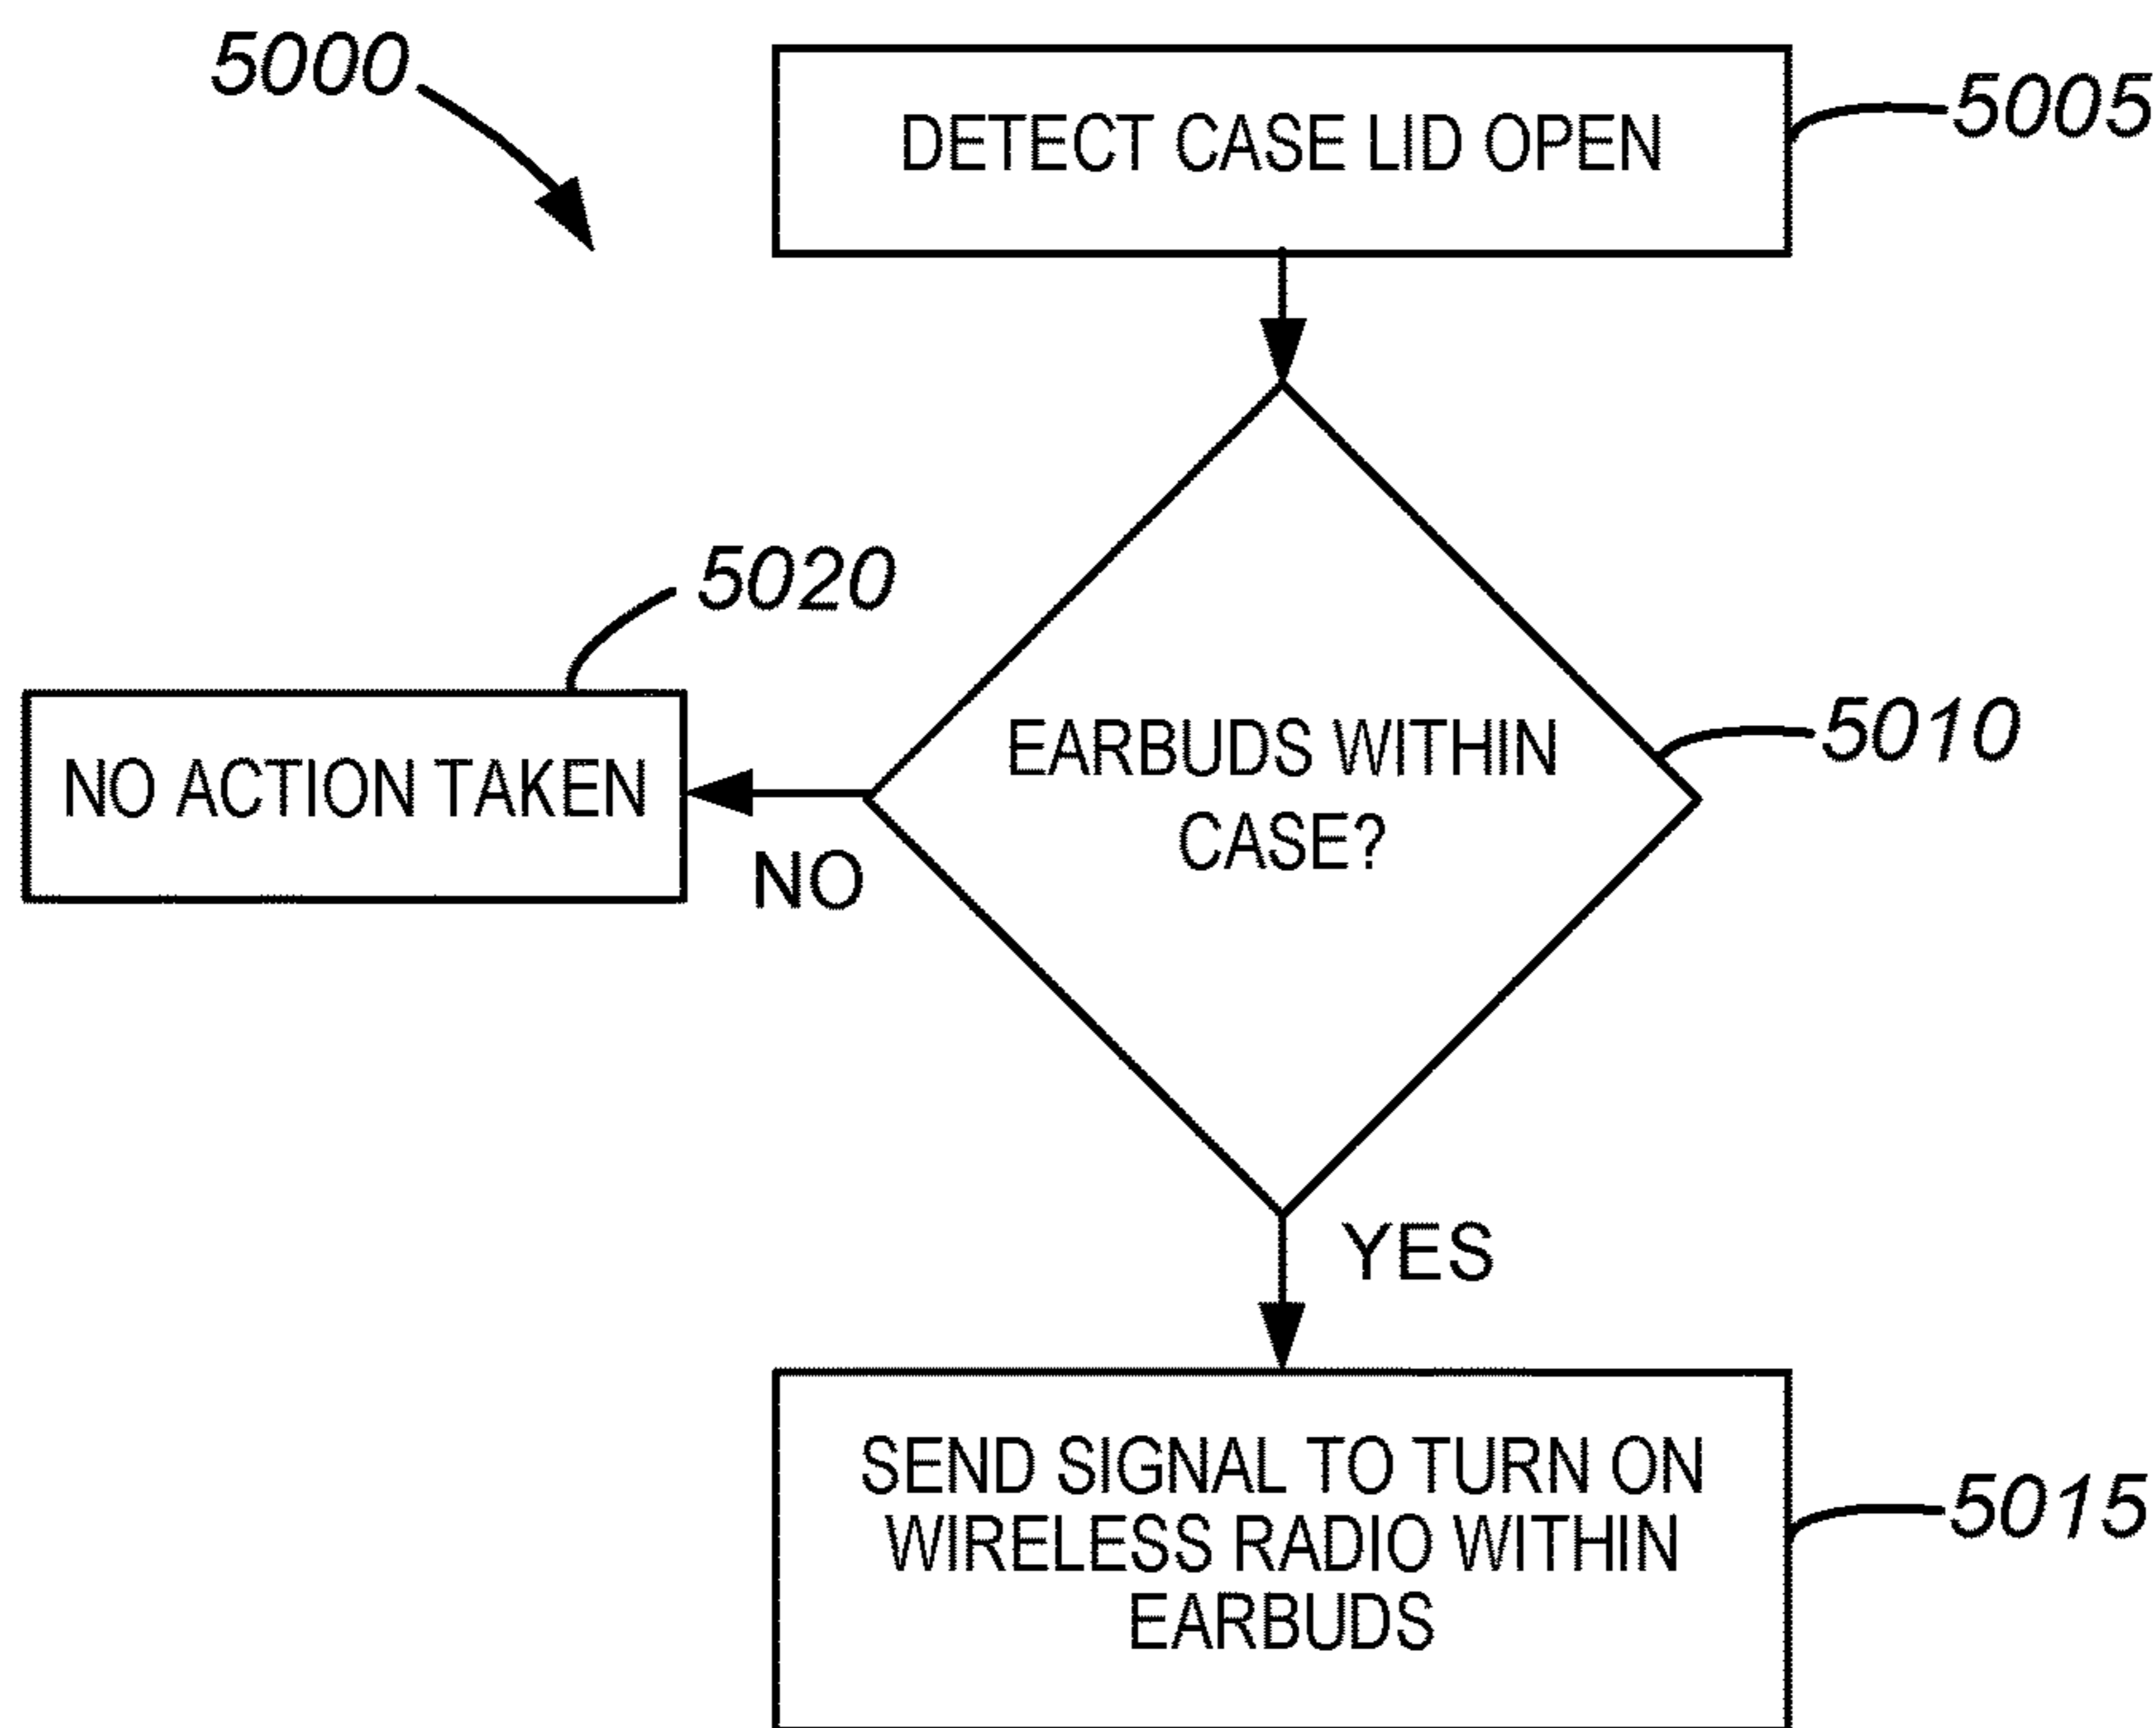 5000
DETECT CASE LID OPEN
5005
5020
NO ACTION TAKEN
NO
EARBUDS WITHIN
CASE?
5010
YES
SEND SIGNAL TO TURN ON
WIRELESS RADIO WITHIN
EARBUDS
5015